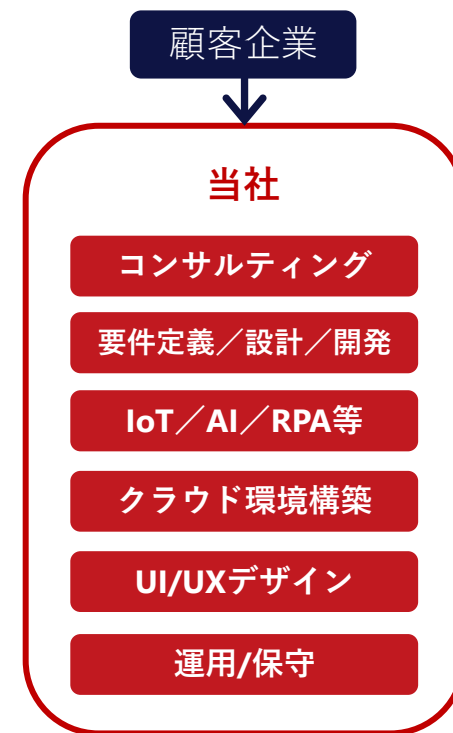 顧客企業
当社
コンサルティング
要件定義／設計／開発
IoT／AI／RPA等
クラウド環境構築
UI/UXデザイン
運用/保守